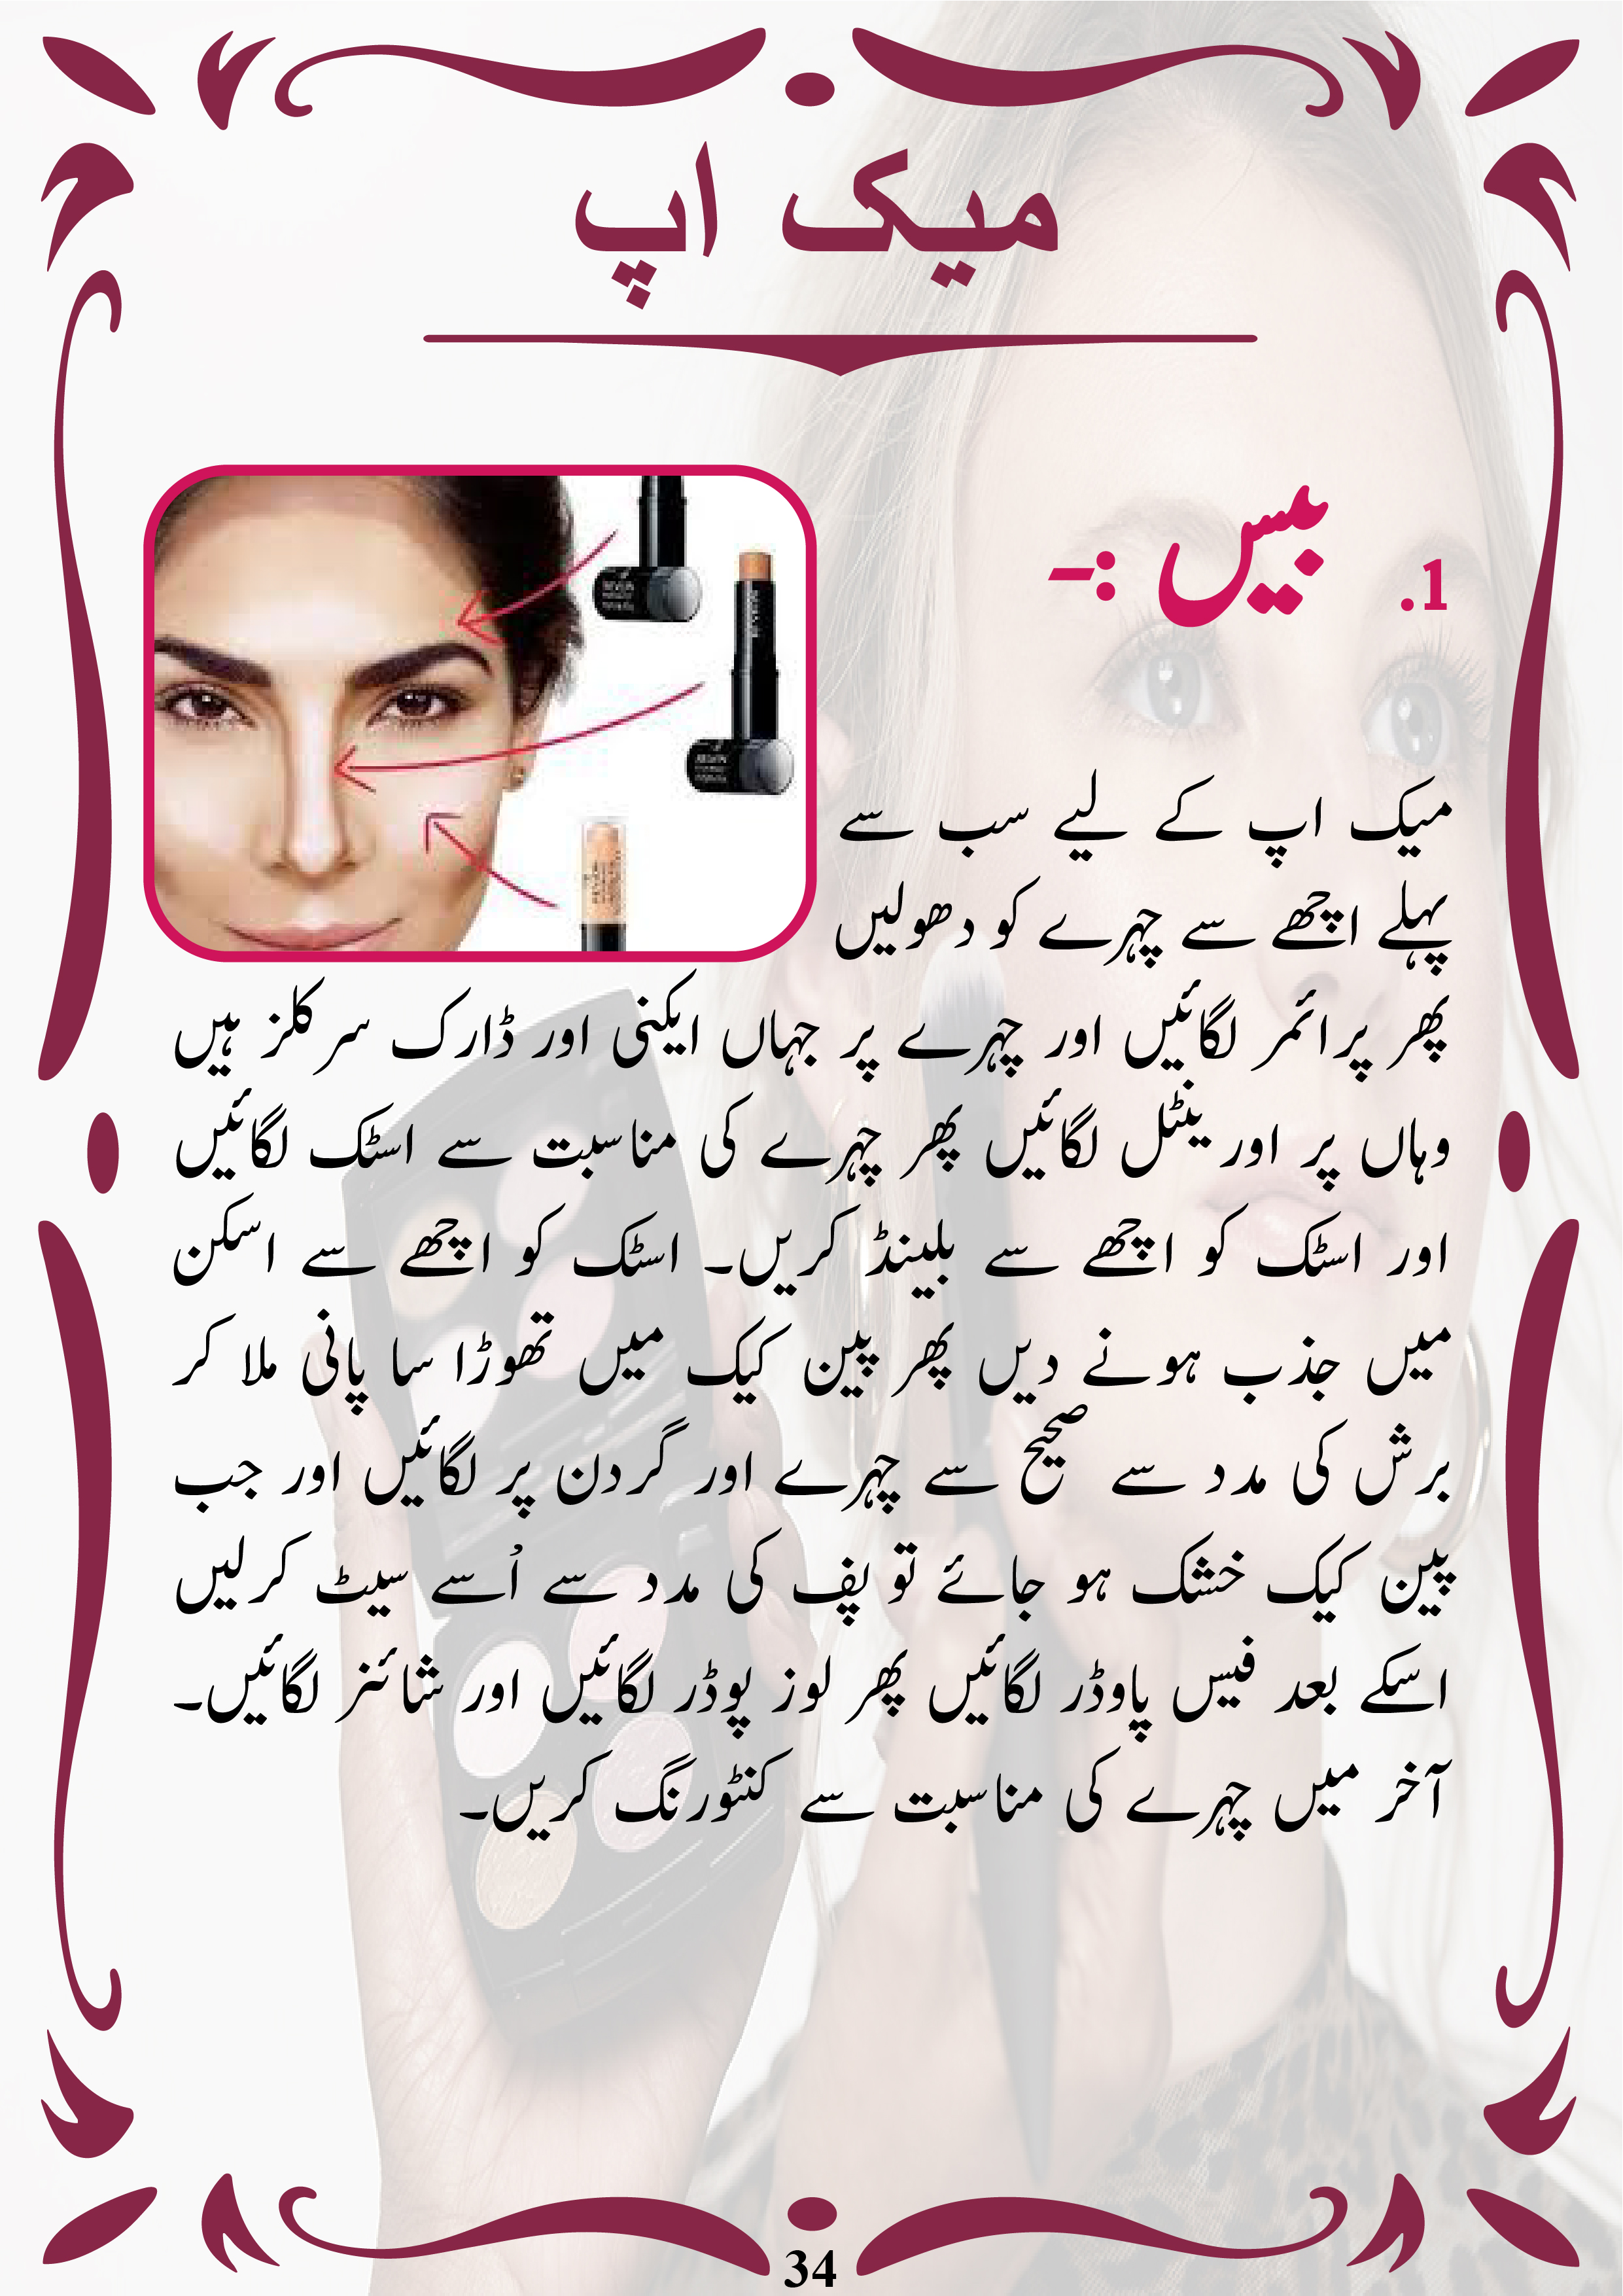 میک اپ
1. بیس :-
میک اپ کے لیے سب سے
پہلے اچھے سے چہرے کو دھولیں
پھر پرائمر لگائیں اور چہرے پر جہاں ایکنی اور ڈارک سرکلز ہیں
وہاں پر اورینٹل لگائیں پھر چہرے کی مناسبت سے اسٹک لگائیں
اور اسٹک کو اچھے سے بلینڈ کریں۔ اسٹک کو اچھے سے اسکن
میں جذب ہونے دیں پھر پین کیک میں تھوڑا سا پانی ملا کر
برش کی مدد سے صحیح سے چہرے اور گردن پر لگائیں اور جب
پین کیک خشک ہو جائے تو پف کی مدد سے اُسے سیٹ کرلیں
اسکے بعد فیس پاوڈر لگائیں پھر لوز پوڈر لگائیں اور شائنز لگائیں۔
آخر میں چہرے کی مناسبت سے کنٹورنگ کریں۔
34